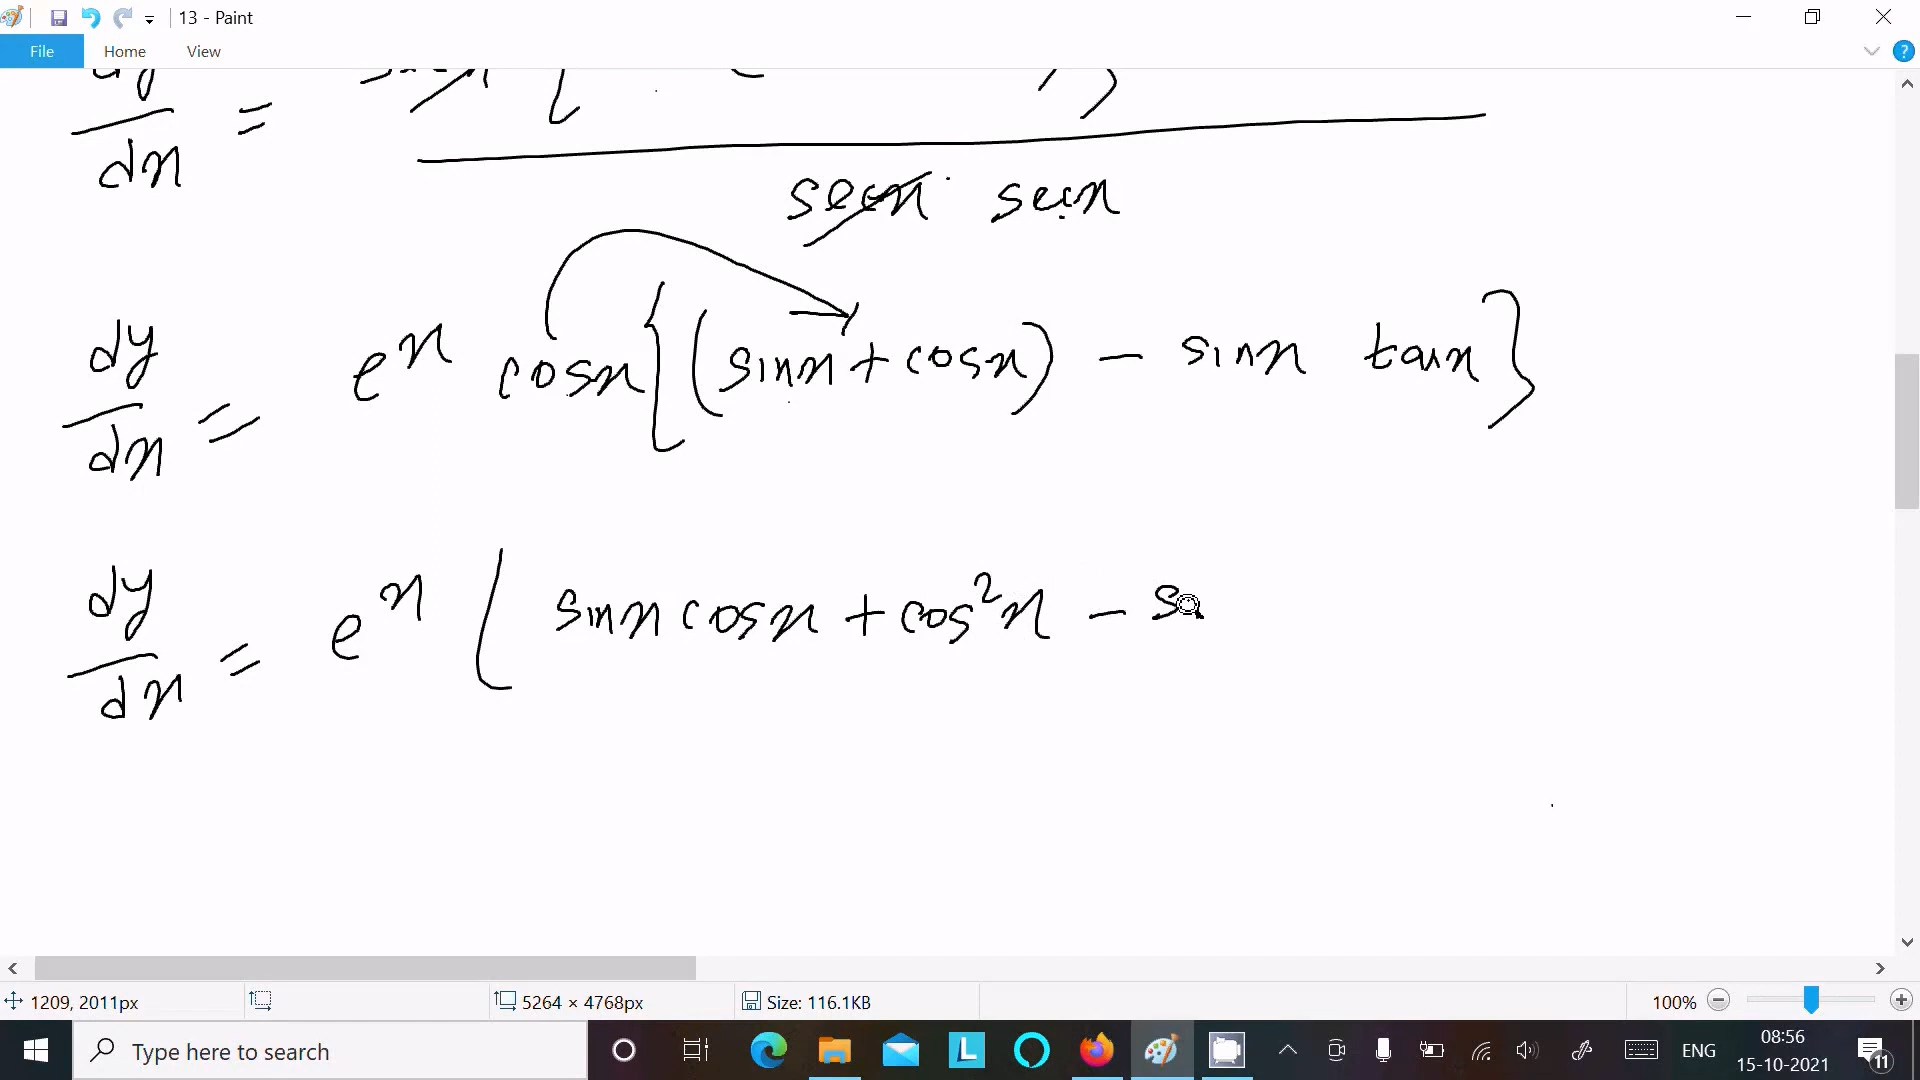 13 - Paint
File Home View
dy/dx =
secx secx
dy/dx = e^x cosx{(sinx + cosx) - sinx tanx}
dy/dx = e^x [ sinx cosx + cos²x - s
1209, 2011px 5264 × 4768px Size: 116.1KB 100%
Type here to search
L
ENG
08:56
15-10-2021
11